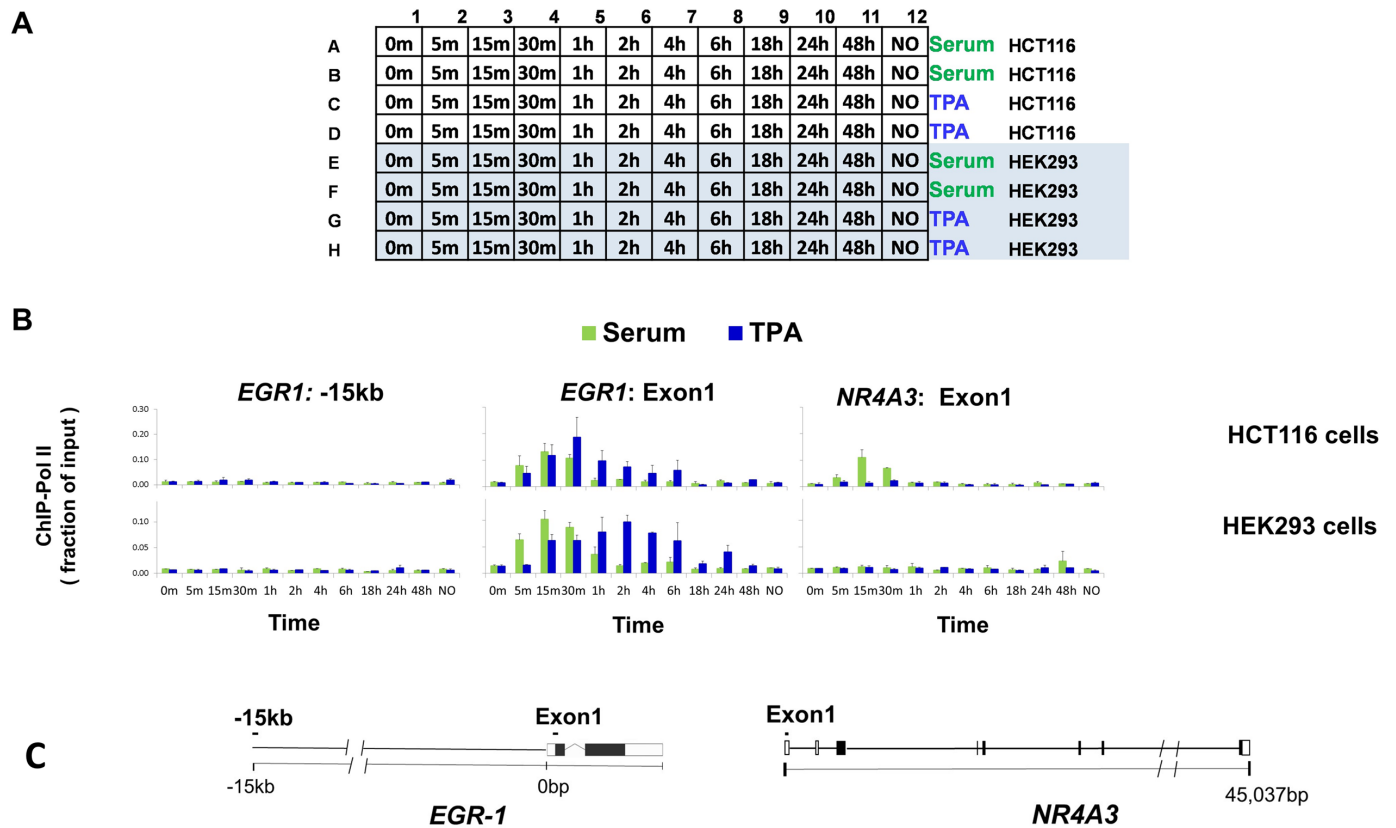 A
1 2 3 4 5 6 7 8 9 10 11 12
A 0m 5m 15m 30m 1h 2h 4h 6h 18h 24h 48h NO Serum HCT116
B 0m 5m 15m 30m 1h 2h 4h 6h 18h 24h 48h NO Serum HCT116
C 0m 5m 15m 30m 1h 2h 4h 6h 18h 24h 48h NO TPA HCT116
D 0m 5m 15m 30m 1h 2h 4h 6h 18h 24h 48h NO TPA HCT116
E 0m 5m 15m 30m 1h 2h 4h 6h 18h 24h 48h NO Serum HEK293
F 0m 5m 15m 30m 1h 2h 4h 6h 18h 24h 48h NO Serum HEK293
G 0m 5m 15m 30m 1h 2h 4h 6h 18h 24h 48h NO TPA HEK293
H 0m 5m 15m 30m 1h 2h 4h 6h 18h 24h 48h NO TPA HEK293
B
Serum TPA
EGR1: -15kb EGR1: Exon1 NR4A3: Exon1
ChIP-Pol II
( fraction of input)
0.30
0.20
0.10
0.00
HCT116 cells
0.10
0.05
0.00
HEK293 cells
0m 5m 15m 30m 1h 2h 4h 6h 18h 24h 48h NO
0m 5m 15m 30m 1h 2h 4h 6h 18h 24h 48h NO
0m 5m 15m 30m 1h 2h 4h 6h 18h 24h 48h NO
Time Time Time
C
-15kb Exon1 Exon1
-15kb 0bp 45,037bp
EGR-1 NR4A3